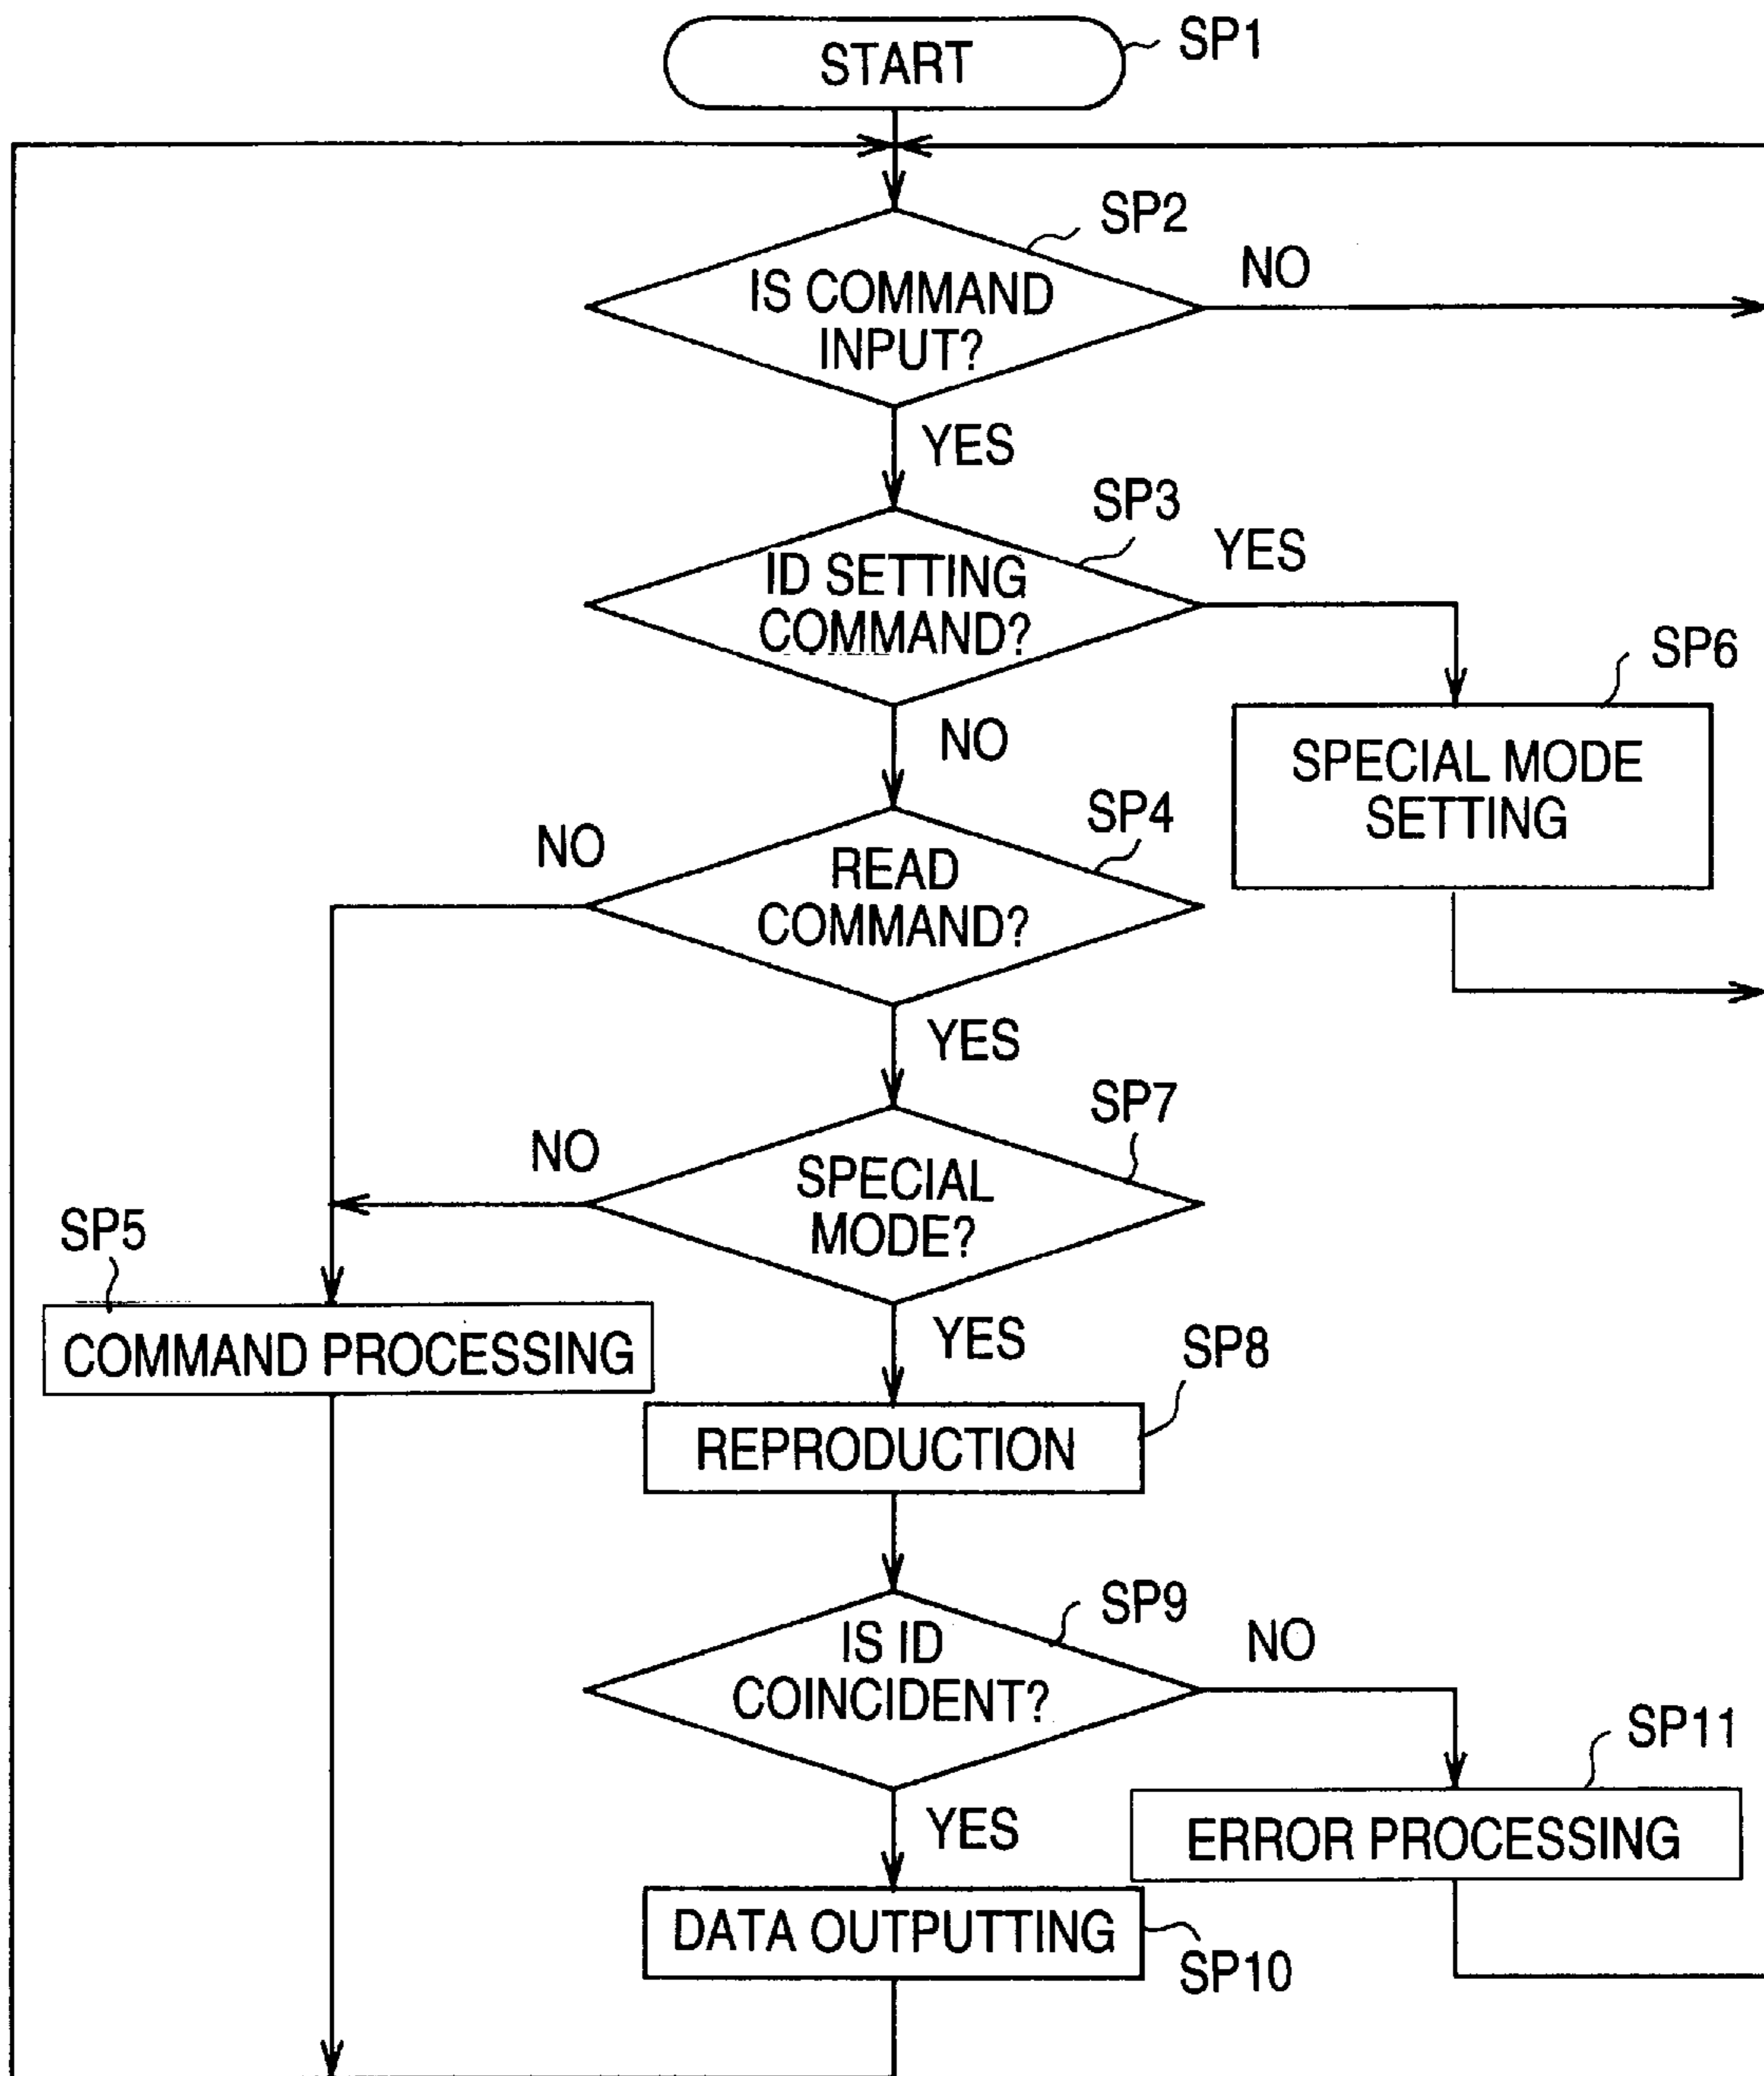 START
SP1
SP2
IS COMMAND
INPUT?
NO
YES
SP3
ID SETTING
COMMAND?
YES
NO
SP6
SPECIAL MODE
SETTING
SP4
READ
COMMAND?
NO
YES
SP7
SPECIAL
MODE?
NO
YES
SP5
COMMAND PROCESSING
SP8
REPRODUCTION
SP9
IS ID
COINCIDENT?
NO
YES
SP11
ERROR PROCESSING
DATA OUTPUTTING
SP10